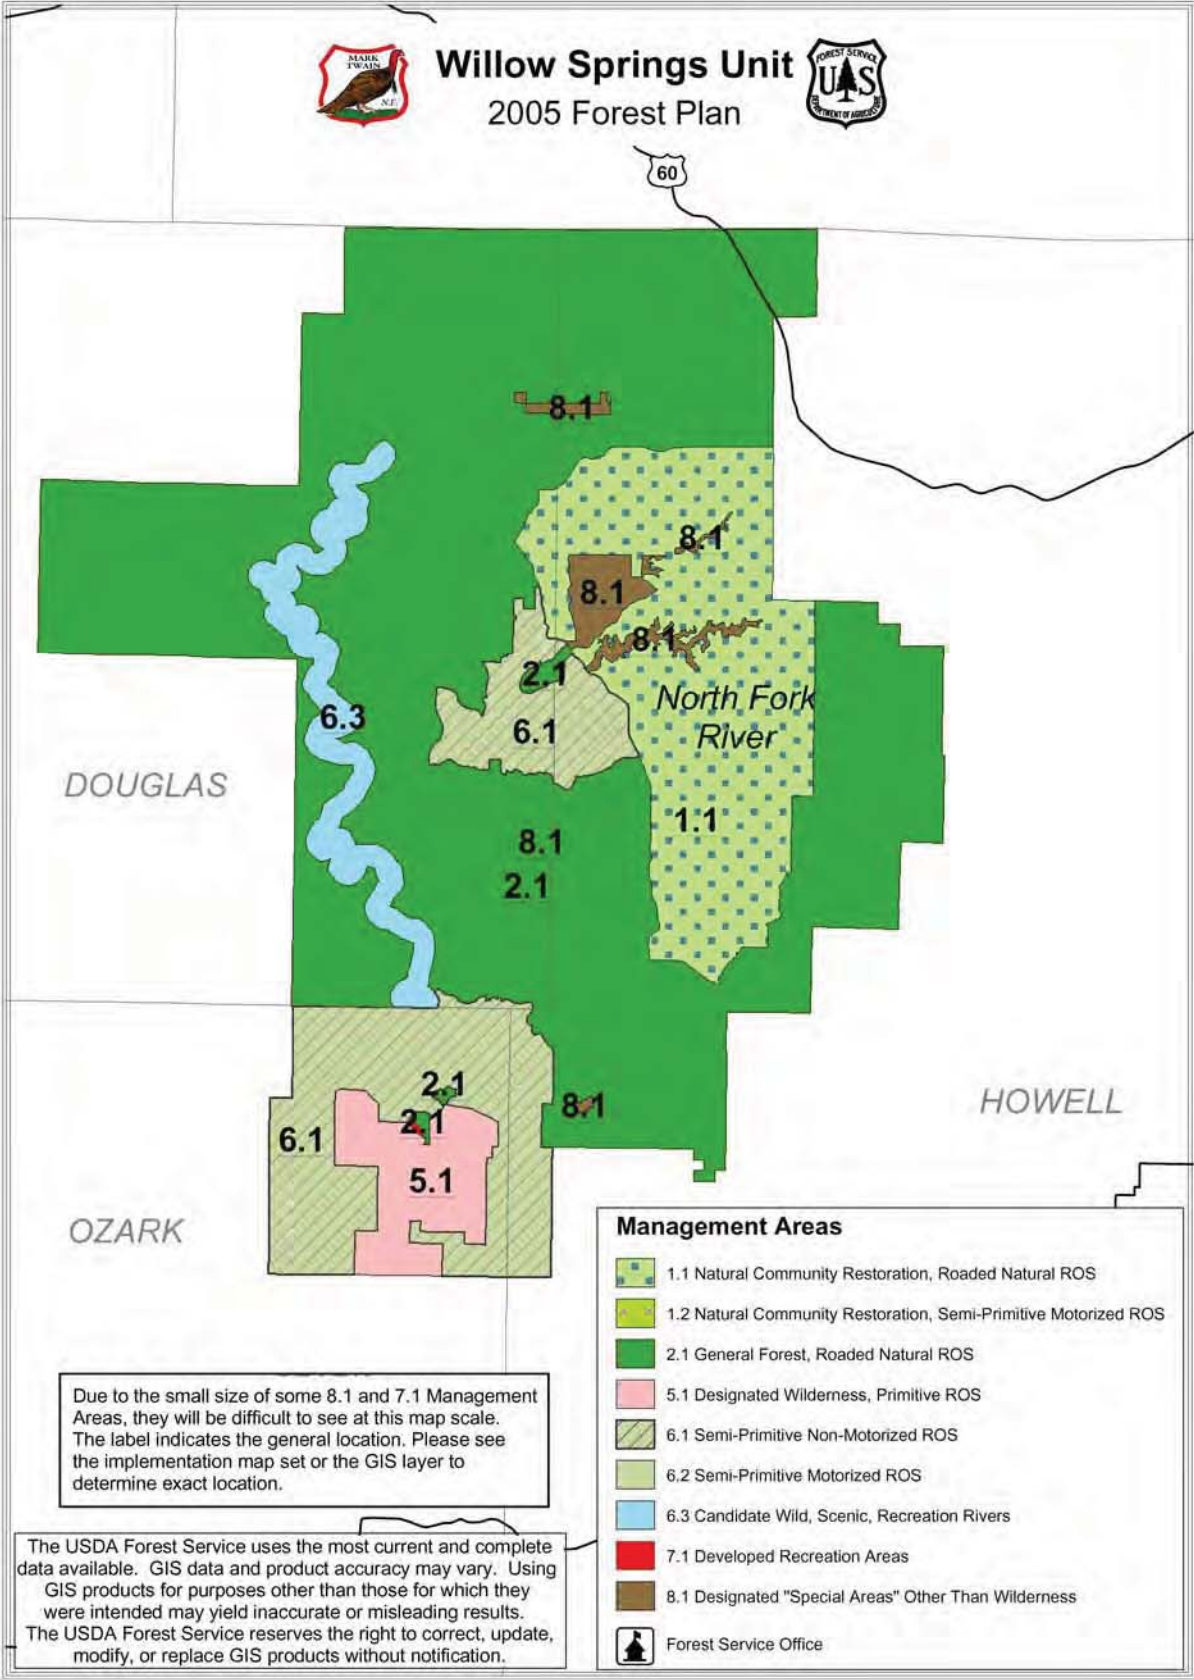 MARK
TWAIN
N.F.
Willow Springs Unit
2005 Forest Plan
FOREST SERVICE
U S
DEPARTMENT OF AGRICULTURE
60
8.1
8.1
8.1
8.1
2.1
6.1
North Fork
River
6.3
DOUGLAS
1.1
8.1
2.1
2.1
8.1
2.1
6.1
5.1
HOWELL
OZARK
Management Areas
1.1 Natural Community Restoration, Roaded Natural ROS
1.2 Natural Community Restoration, Semi-Primitive Motorized ROS
2.1 General Forest, Roaded Natural ROS
5.1 Designated Wilderness, Primitive ROS
6.1 Semi-Primitive Non-Motorized ROS
6.2 Semi-Primitive Motorized ROS
6.3 Candidate Wild, Scenic, Recreation Rivers
7.1 Developed Recreation Areas
8.1 Designated "Special Areas" Other Than Wilderness
Forest Service Office
Due to the small size of some 8.1 and 7.1 Management
Areas, they will be difficult to see at this map scale.
The label indicates the general location. Please see
the implementation map set or the GIS layer to
determine exact location.
The USDA Forest Service uses the most current and complete
data available. GIS data and product accuracy may vary. Using
GIS products for purposes other than those for which they
were intended may yield inaccurate or misleading results.
The USDA Forest Service reserves the right to correct, update,
modify, or replace GIS products without notification.